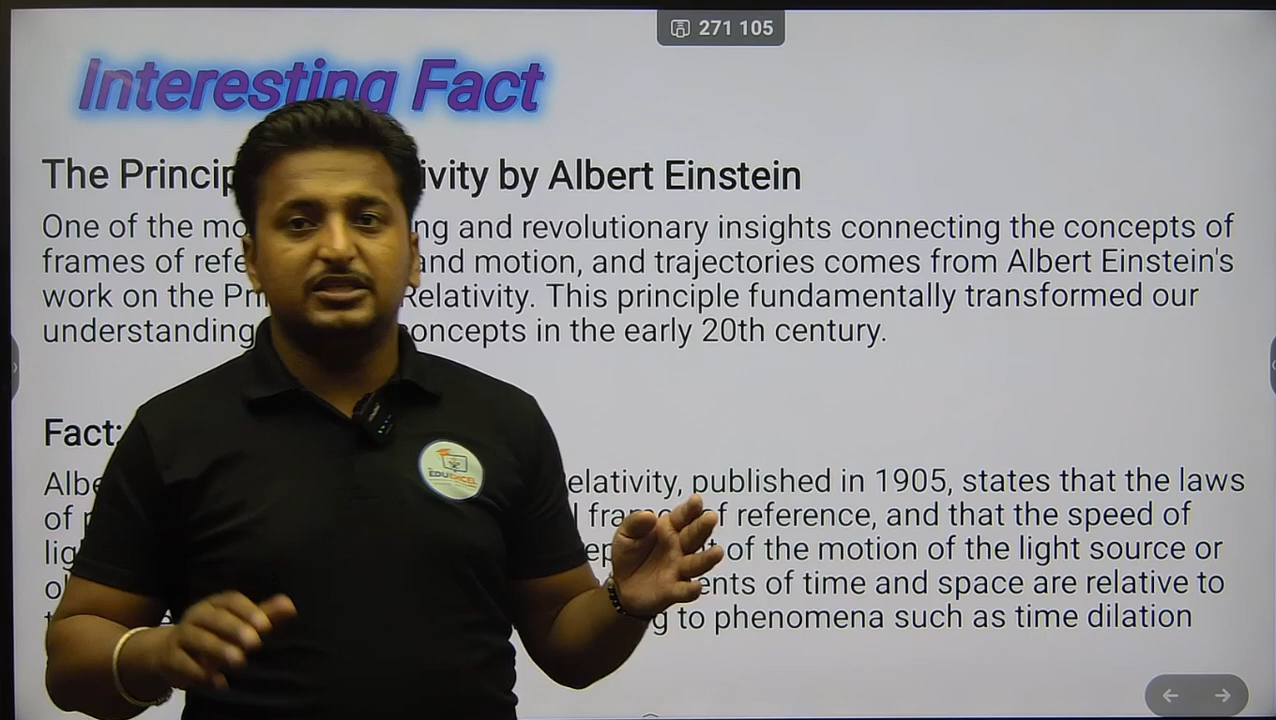 271 105
Interesting Fact
The Princip ivity by Albert Einstein
One of the mo ng and revolutionary insights connecting the concepts of
frames of refe and motion, and trajectories comes from Albert Einstein's
work on the Prin Relativity. This principle fundamentally transformed our
understanding oncepts in the early 20th century.
Fact:
Albe elativity, published in 1905, states that the laws
of frames of reference, and that the speed of
lig of the motion of the light source or
ents of time and space are relative to
g to phenomena such as time dilation
EDUEXCEL